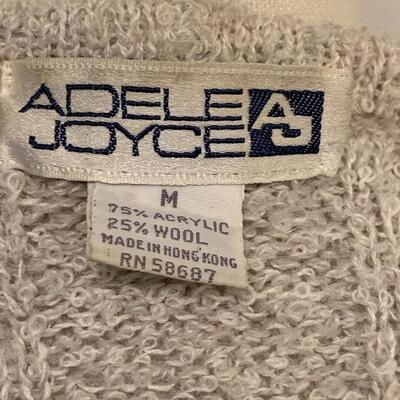 ADELE
JOYCE AJ
M
75% ACRYLIC
25% WOOL
MADE IN HONG KONG
RN 58687